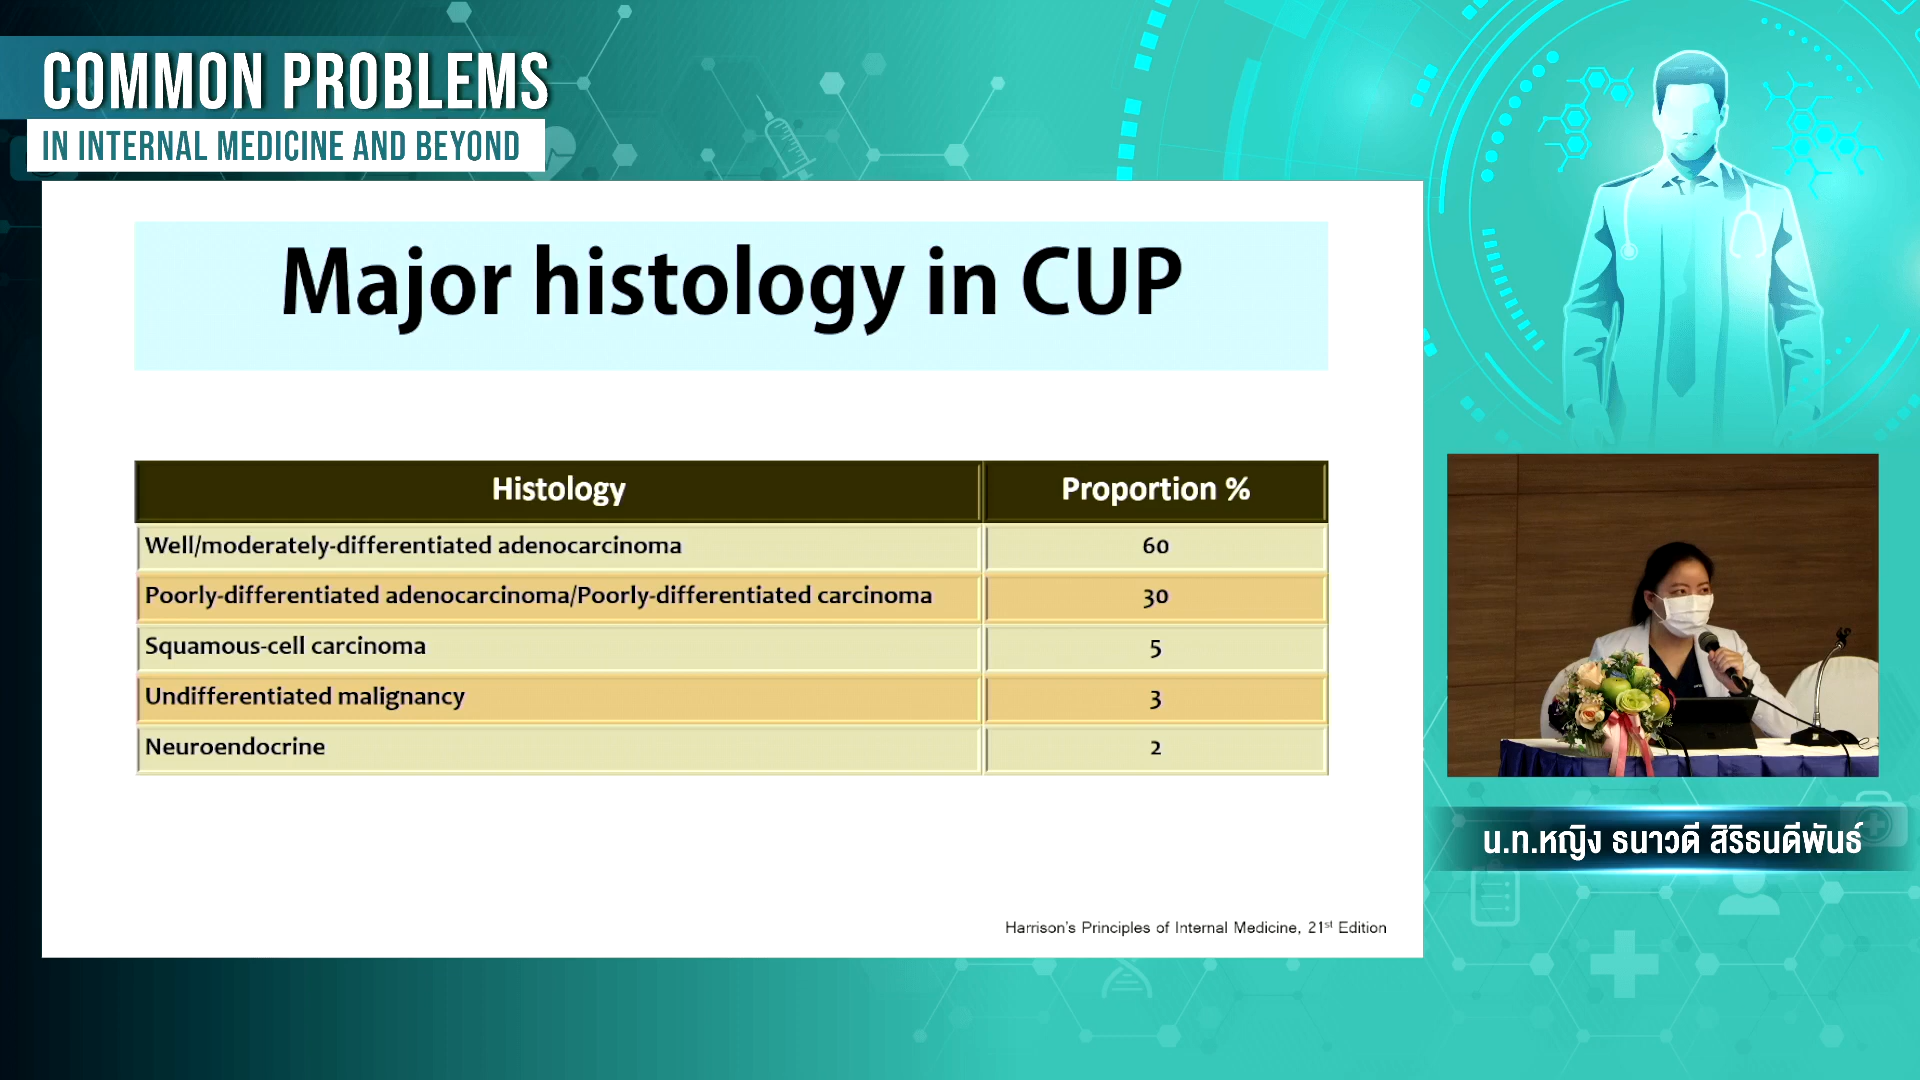 COMMON PROBLEMS
IN INTERNAL MEDICINE AND BEYOND
Major histology in CUP
Histology Proportion %
Well/moderately-differentiated adenocarcinoma 60
Poorly-differentiated adenocarcinoma/Poorly-differentiated carcinoma 30
Squamous-cell carcinoma 5
Undifferentiated malignancy 3
Neuroendocrine 2
Harrison's Principles of Internal Medicine, 21st Edition
น.ท.หญิง ธนาวดี สิริธนดีพันธ์